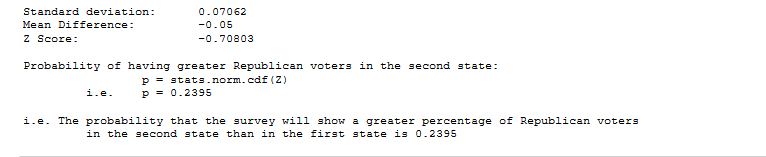 Standard deviation: 0.07062
Mean Difference: -0.05
Z Score: -0.70803
Probability of having greater Republican voters in the second state:
p = stats.norm.cdf(Z)
i.e. p = 0.2395
i.e. The probability that the survey will show a greater percentage of Republican voters
in the second state than in the first state is 0.2395